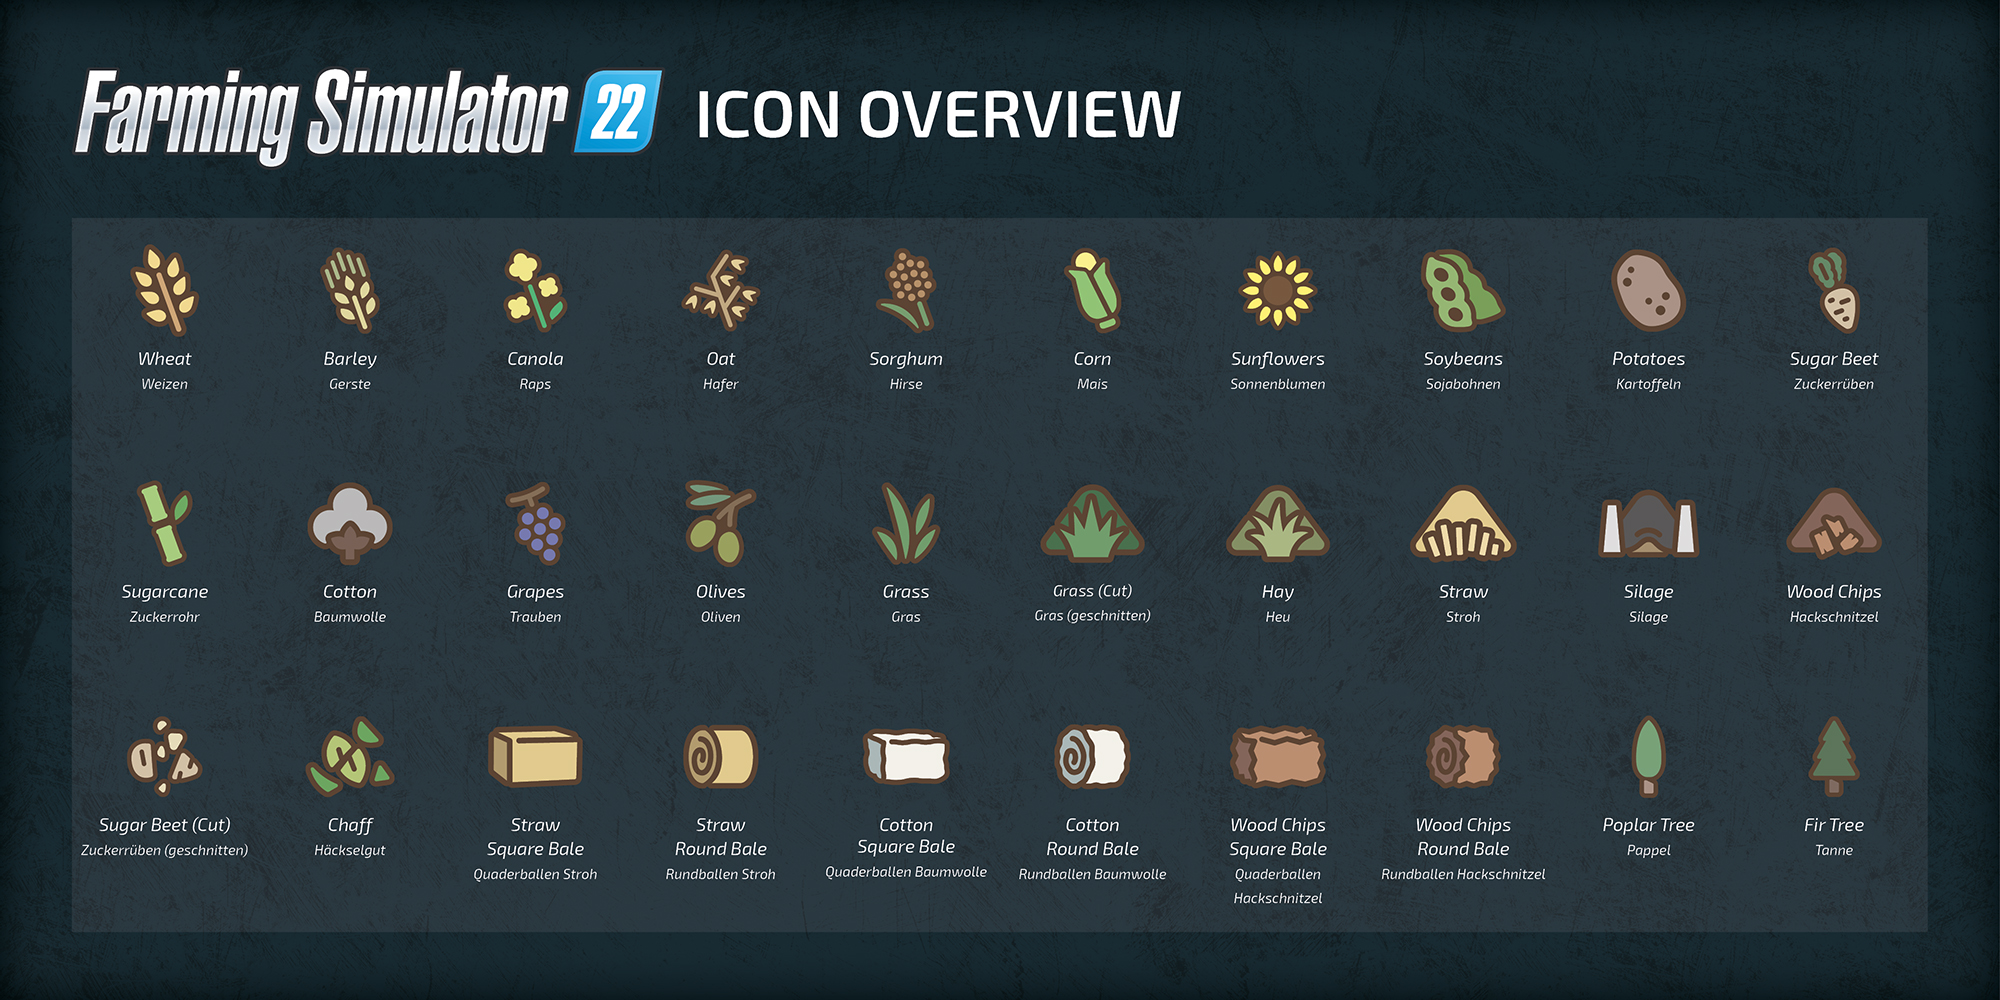 Farming Simulator 22 ICON OVERVIEW
Wheat
Weizen
Barley
Gerste
Canola
Raps
Oat
Hafer
Sorghum
Hirse
Corn
Mais
Sunflowers
Sonnenblumen
Soybeans
Sojabohnen
Potatoes
Kartoffeln
Sugar Beet
Zuckerrüben
Sugarcane
Zuckerrohr
Cotton
Baumwolle
Grapes
Trauben
Olives
Oliven
Grass
Gras
Grass (Cut)
Gras (geschnitten)
Hay
Heu
Straw
Stroh
Silage
Silage
Wood Chips
Hackschnitzel
Sugar Beet (Cut)
Zuckerrüben (geschnitten)
Chaff
Häckselgut
Straw
Square Bale
Quaderballen Stroh
Straw
Round Bale
Rundballen Stroh
Cotton
Square Bale
Quaderballen Baumwolle
Cotton
Round Bale
Rundballen Baumwolle
Wood Chips
Square Bale
Quaderballen
Hackschnitzel
Wood Chips
Round Bale
Rundballen Hackschnitzel
Poplar Tree
Pappel
Fir Tree
Tanne